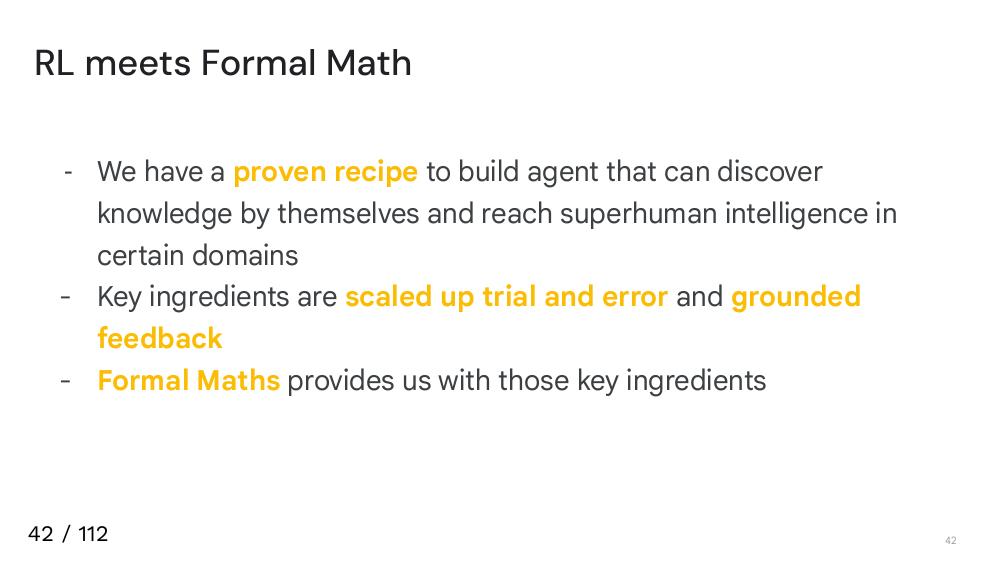 RL meets Formal Math
- We have a proven recipe to build agent that can discover
knowledge by themselves and reach superhuman intelligence in
certain domains
- Key ingredients are scaled up trial and error and grounded
feedback
- Formal Maths provides us with those key ingredients
42 / 112
42